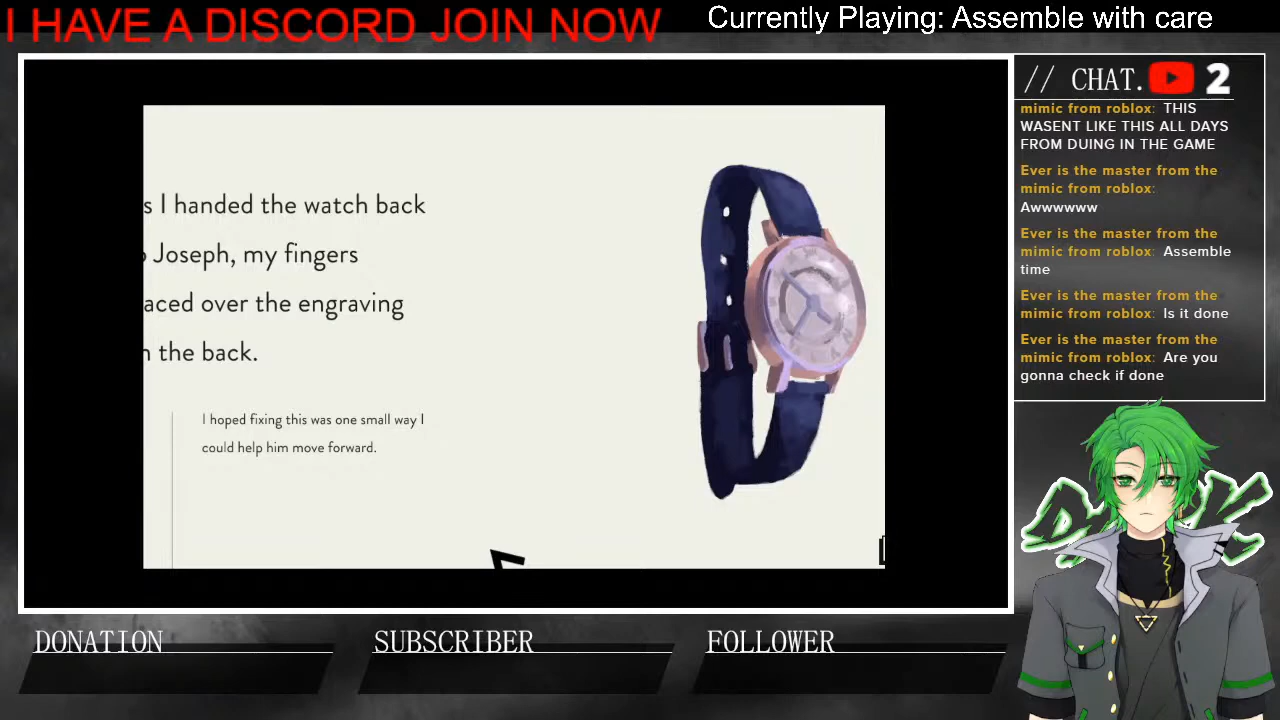 I HAVE A DISCORD JOIN NOW
Currently Playing: Assemble with care
s I handed the watch back
Joseph, my fingers
aced over the engraving
the back.
I hoped fixing this was one small way I
could help him move forward.
// CHAT. 2
mimic from roblox: THIS
WASENT LIKE THIS ALL DAYS
FROM DUING IN THE GAME
Ever is the master from the
mimic from roblox:
Awwwwww
Ever is the master from the
mimic from roblox: Assemble
time
Ever is the master from the
mimic from roblox: Is it done
Ever is the master from the
mimic from roblox: Are you
gonna check if done
DONATION
SUBSCRIBER
FOLLOWER